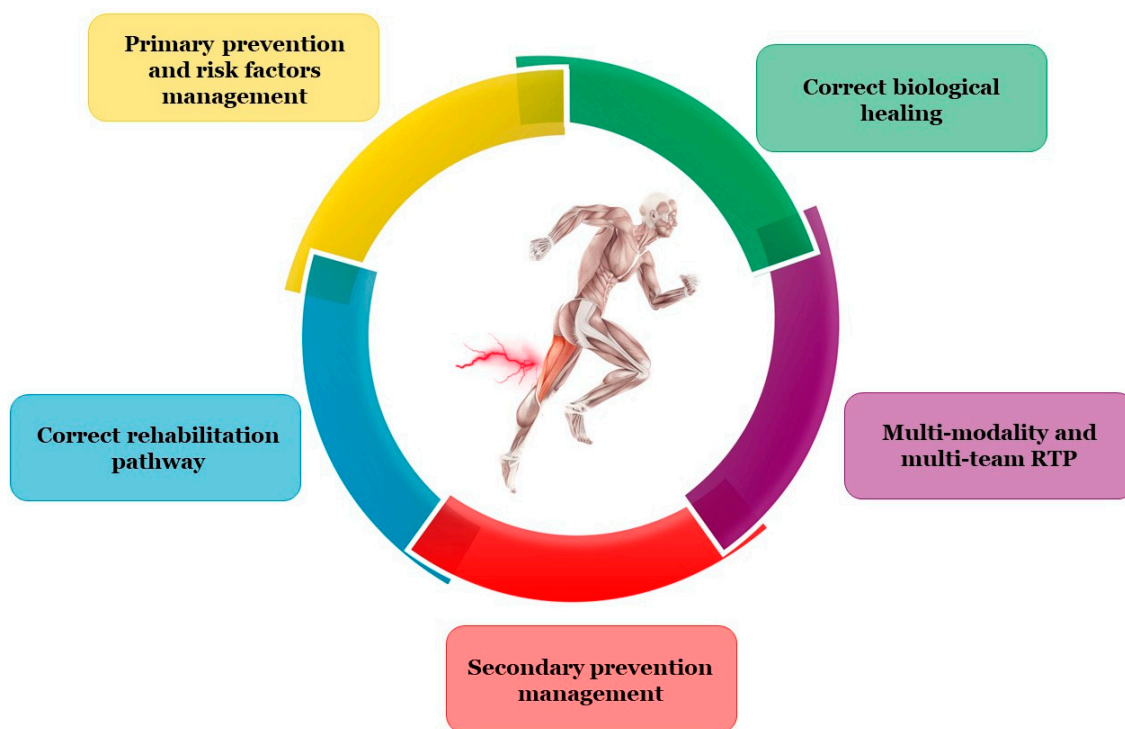 Primary prevention
and risk factors
management
Correct biological
healing
Correct rehabilitation
pathway
Multi-modality and
multi-team RTP
Secondary prevention
management